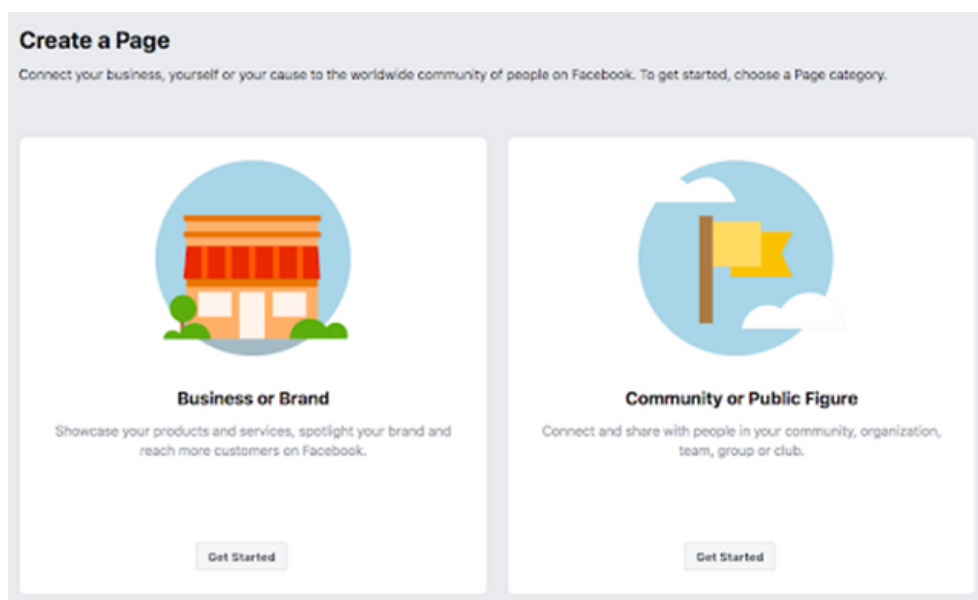 Create a Page
Connect your business, yourself or your cause to the worldwide community of people on Facebook. To get started, choose a Page category.
Business or Brand
Showcase your products and services, spotlight your brand and
reach more customers on Facebook.
Get Started
Community or Public Figure
Connect and share with people in your community, organization,
team, group or club.
Get Started